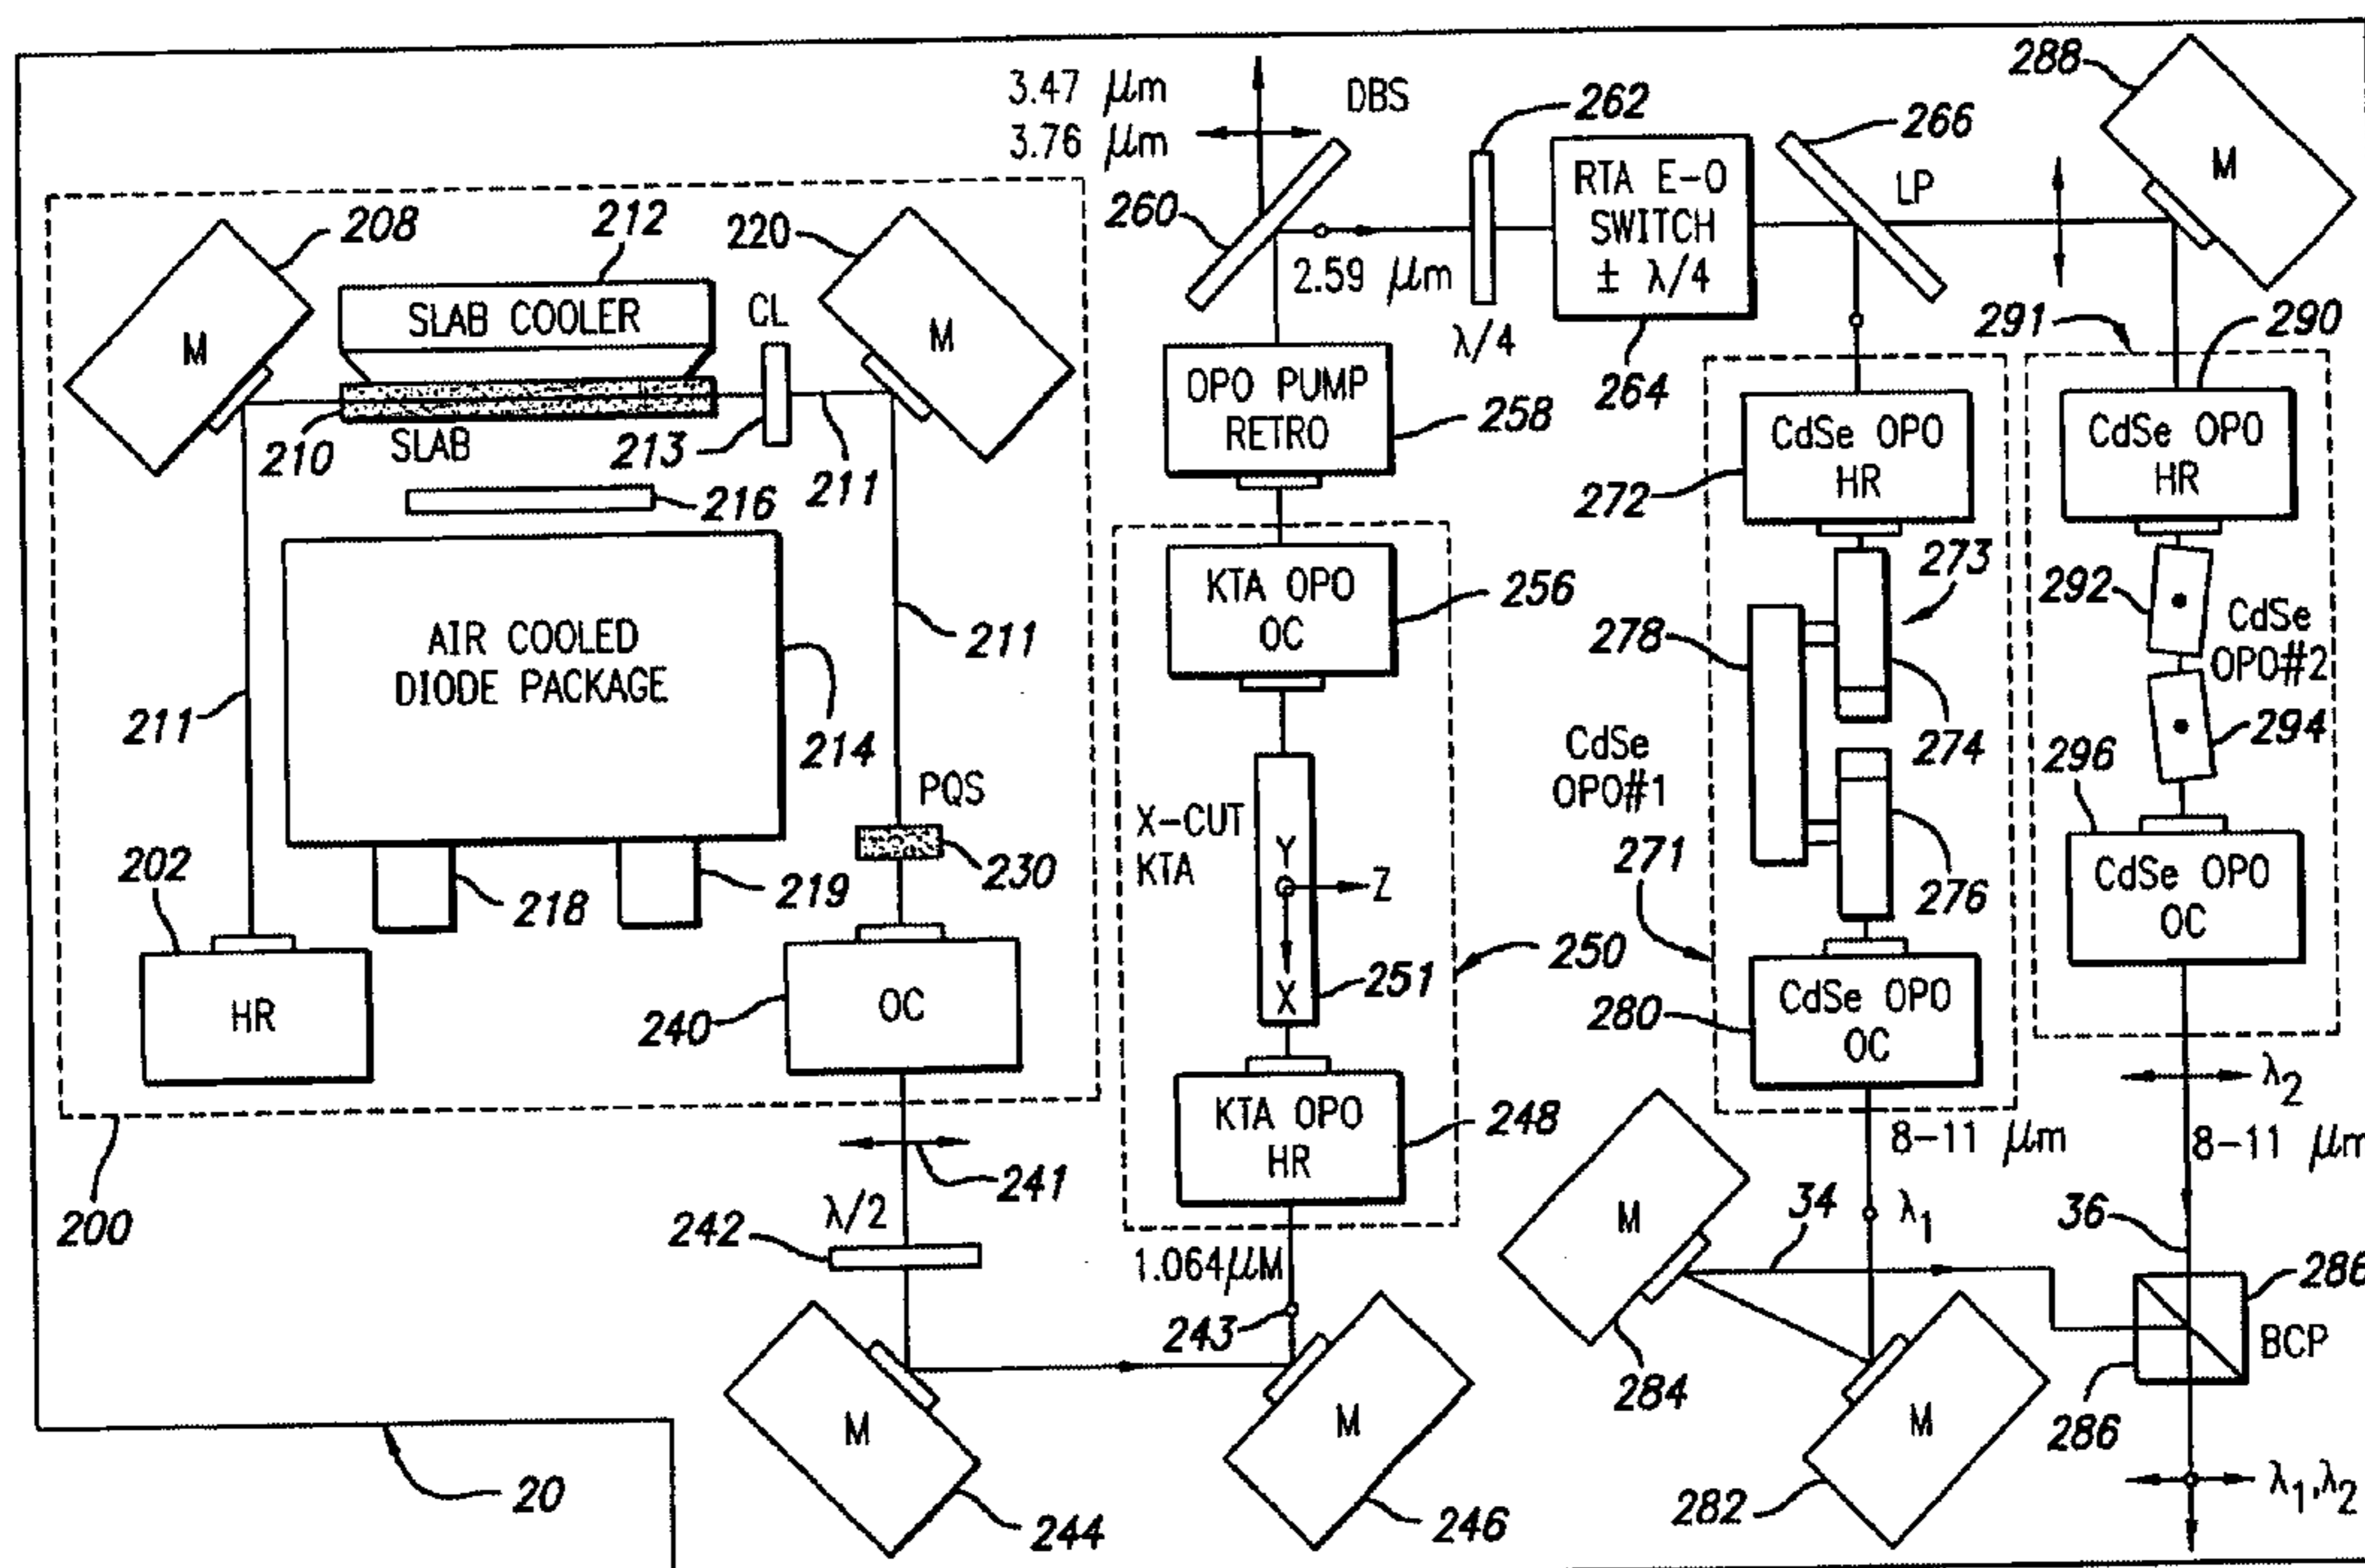 3.47 μm
3.76 μm
DBS
262
266
288
M
260
RTA E-O
SWITCH
± λ/4
LP
2.59 μm
λ/4
264
291
290
208
M
212
SLAB COOLER
CL
220
M
210
SLAB
213
211
216
OPO PUMP
RETRO
258
CdSe OPO
HR
272
CdSe OPO
HR
AIR COOLED
DIODE PACKAGE
214
211
211
KTA OPO
OC
256
273
278
274
292
CdSe
OPO#2
294
296
CdSe
OPO#1
PQS
230
X-CUT
KTA
Y
Z
X
251
250
271
276
CdSe OPO
OC
202
HR
218
219
240
OC
280
CdSe OPO
OC
KTA OPO
HR
248
λ2
8-11 μm
8-11 μm
241
200
λ/2
242
1.064μM
243
M
34
λ1
36
286
BCP
286
284
M
244
M
246
M
282
20
λ1,λ2